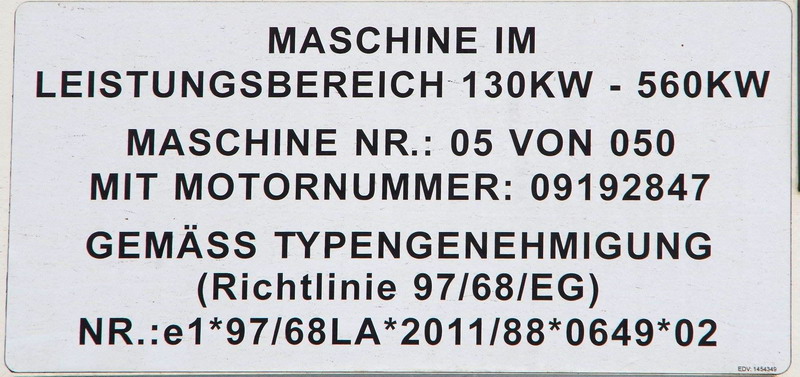 MASCHINE IM
LEISTUNGSBEREICH 130KW - 560KW
MASCHINE NR.: 05 VON 050
MIT MOTORNUMMER: 09192847
GEMÄSS TYPENGENEHMIGUNG
(Richtlinie 97/68/EG)
NR.:e1*97/68LA*2011/88*0649*02
EDV: 1454349